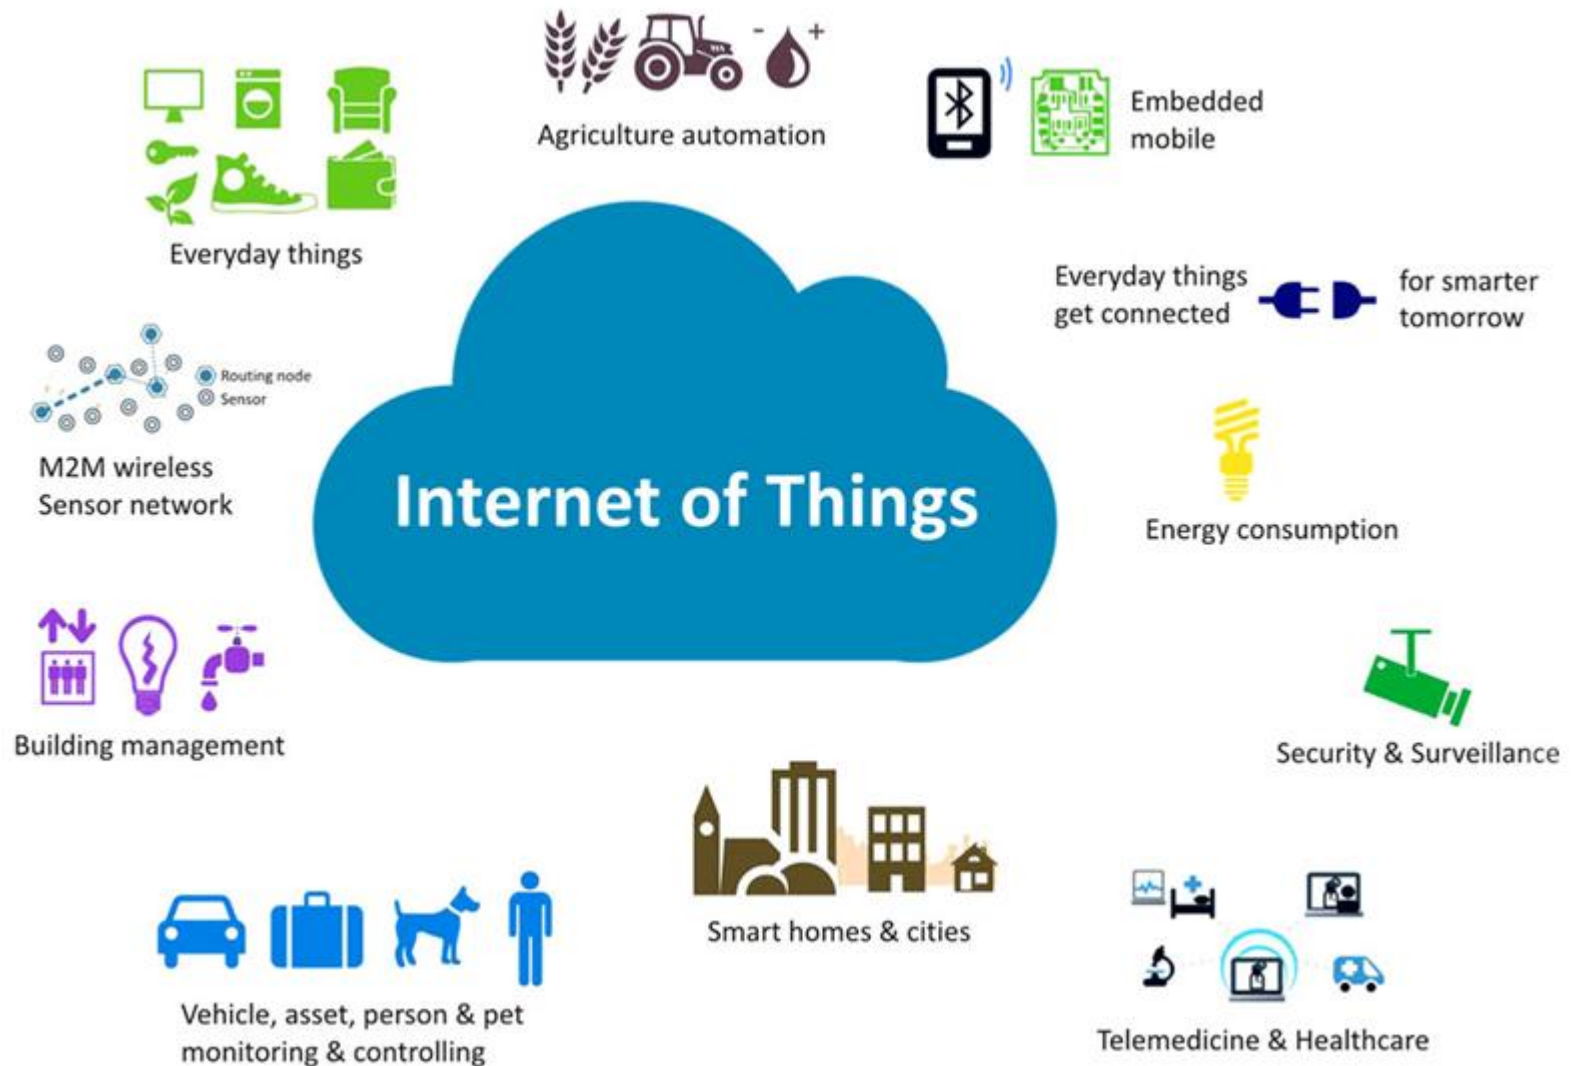 - +
Agriculture automation
Embedded
mobile
Everyday things
Everyday things
get connected
for smarter
tomorrow
Routing node
Sensor
M2M wireless
Sensor network
Internet of Things
Energy consumption
Building management
Security & Surveillance
Smart homes & cities
Vehicle, asset, person & pet
monitoring & controlling
Telemedicine & Healthcare